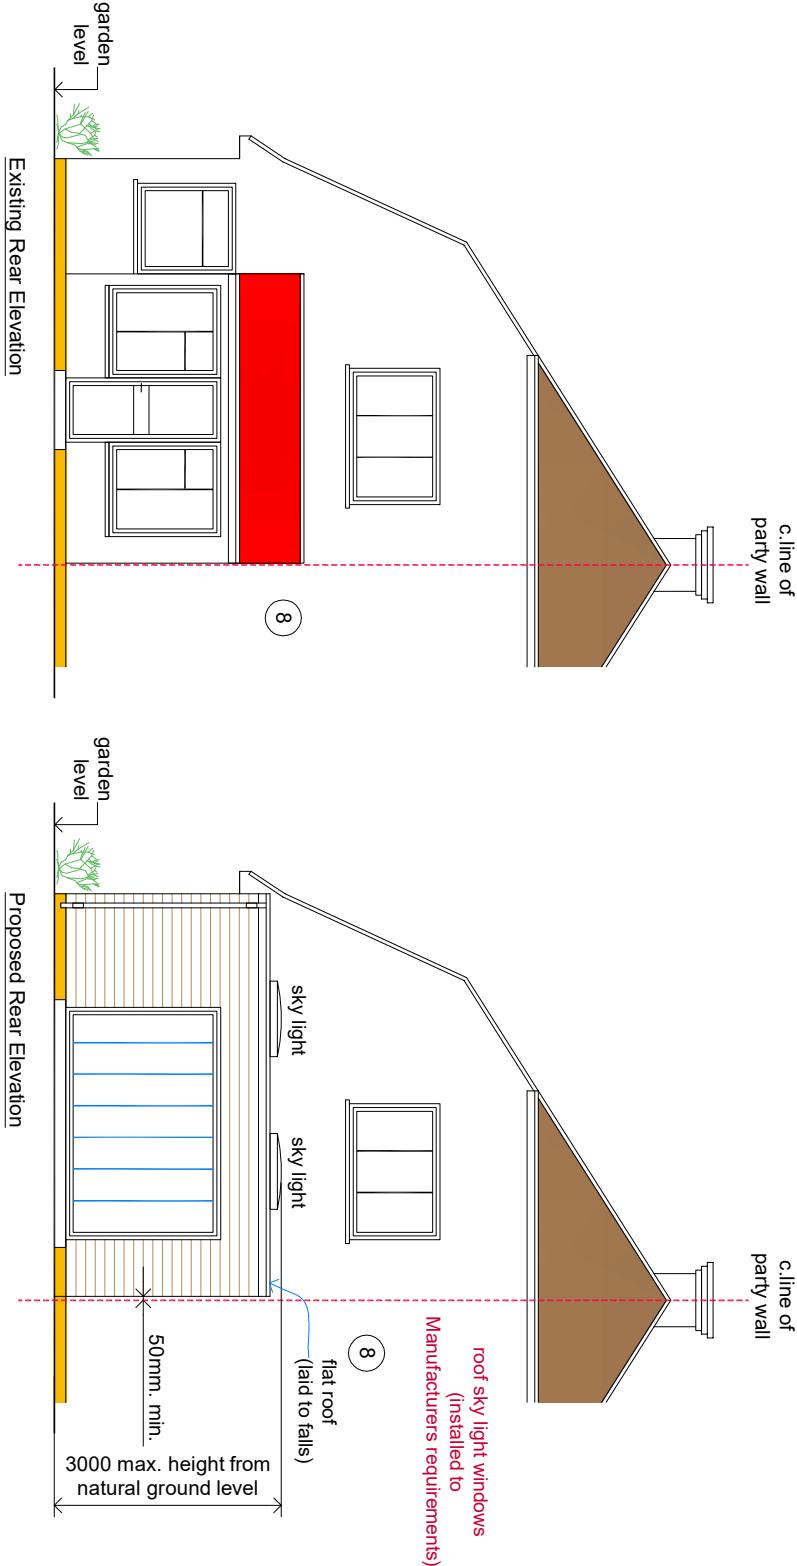 c.line of
party wall
garden
level
8
Existing Rear Elevation
c.line of
party wall
roof sky light windows
(installed to
Manufacturers requirements)
8
sky light
sky light
flat roof
(laid to falls)
50mm. min.
3000 max. height from
natural ground level
garden
level
Proposed Rear Elevation